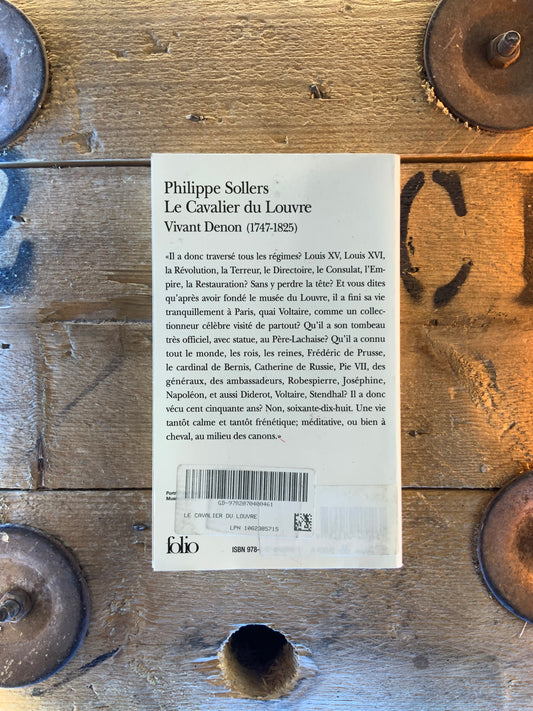 Philippe Sollers
Le Cavalier du Louvre
Vivant Denon (1747-1825)
«Il a donc traversé tous les régimes? Louis XV, Louis XVI,
la Révolution, la Terreur, le Directoire, le Consulat, l'Em-
pire, la Restauration? Sans y perdre la tête? Et vous dites
qu'après avoir fondé le musée du Louvre, il a fini sa vie
tranquillement à Paris, quai Voltaire, comme un collec-
tionneur célèbre visité de partout? Qu'il a son tombeau
très officiel, avec statue, au Père-Lachaise? Qu'il a connu
tout le monde, les rois, les reines, Frédéric de Prusse,
le cardinal de Bernis, Catherine de Russie, Pie VII, des
généraux, des ambassadeurs, Robespierre, Joséphine,
Napoléon, et aussi Diderot, Voltaire, Stendhal? Il a donc
vécu cent cinquante ans? Non, soixante-dix-huit. Une vie
tantôt calme et tantôt frénétique; méditative, ou bien à
cheval, au milieu des canons.»
GD-9782070400461
LE CAVALIER DU LOUVRE
LPN 1062385715
folio
ISBN 978-